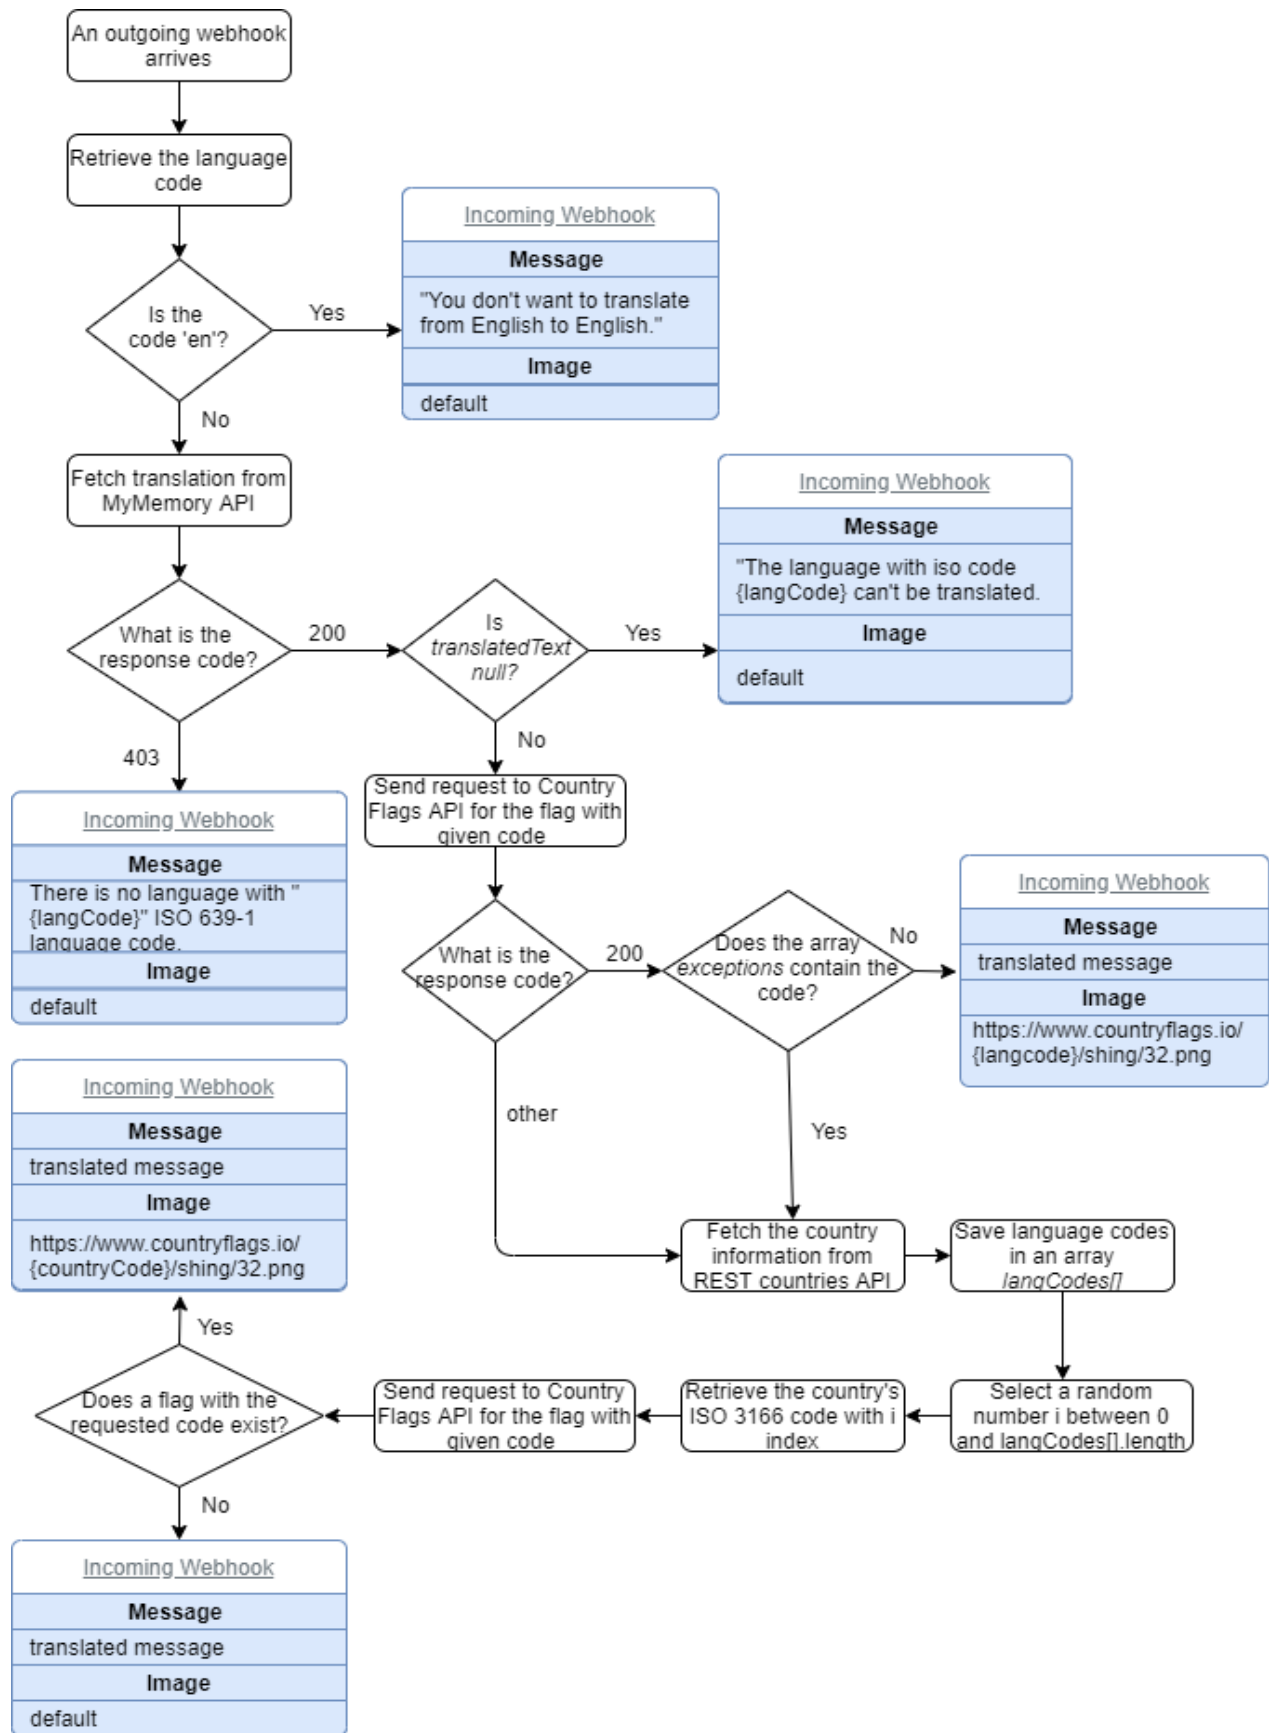 An outgoing webhook
arrives
Retrieve the language
code
Is the
code 'en'?
Yes
Incoming Webhook
Message
"You don't want to translate
from English to English."
Image
default
No
Fetch translation from
MyMemory API
What is the
response code?
200
Is
translatedText
null?
Yes
Incoming Webhook
Message
"The language with iso code
{langCode} can't be translated.
Image
default
403
Incoming Webhook
Message
There is no language with "
{langCode}" ISO 639-1
language code.
Image
default
No
Send request to Country
Flags API for the flag with
given code
What is the
response code?
200
Does the array
exceptions contain the
code?
No
Incoming Webhook
Message
translated message
Image
https://www.countryflags.io/
{langcode}/shing/32.png
other
Yes
Fetch the country
information from
REST countries API
Save language codes
in an array
langCodes[]
Select a random
number i between 0
and langCodes[].length
Retrieve the country's
ISO 3166 code with i
index
Send request to Country
Flags API for the flag with
given code
Does a flag with the
requested code exist?
Yes
Incoming Webhook
Message
translated message
Image
https://www.countryflags.io/
{countryCode}/shing/32.png
No
Incoming Webhook
Message
translated message
Image
default